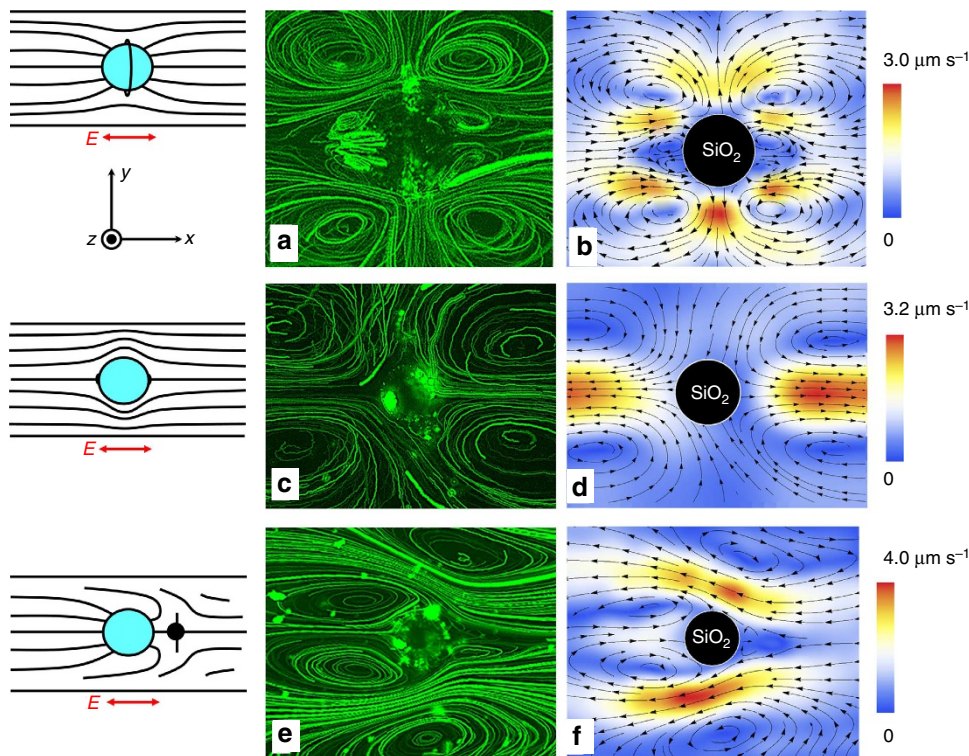 E
y
z
x
a
b
SiO₂
3.0 μm s⁻¹
0
E
c
d
SiO₂
3.2 μm s⁻¹
0
E
e
f
SiO₂
4.0 μm s⁻¹
0